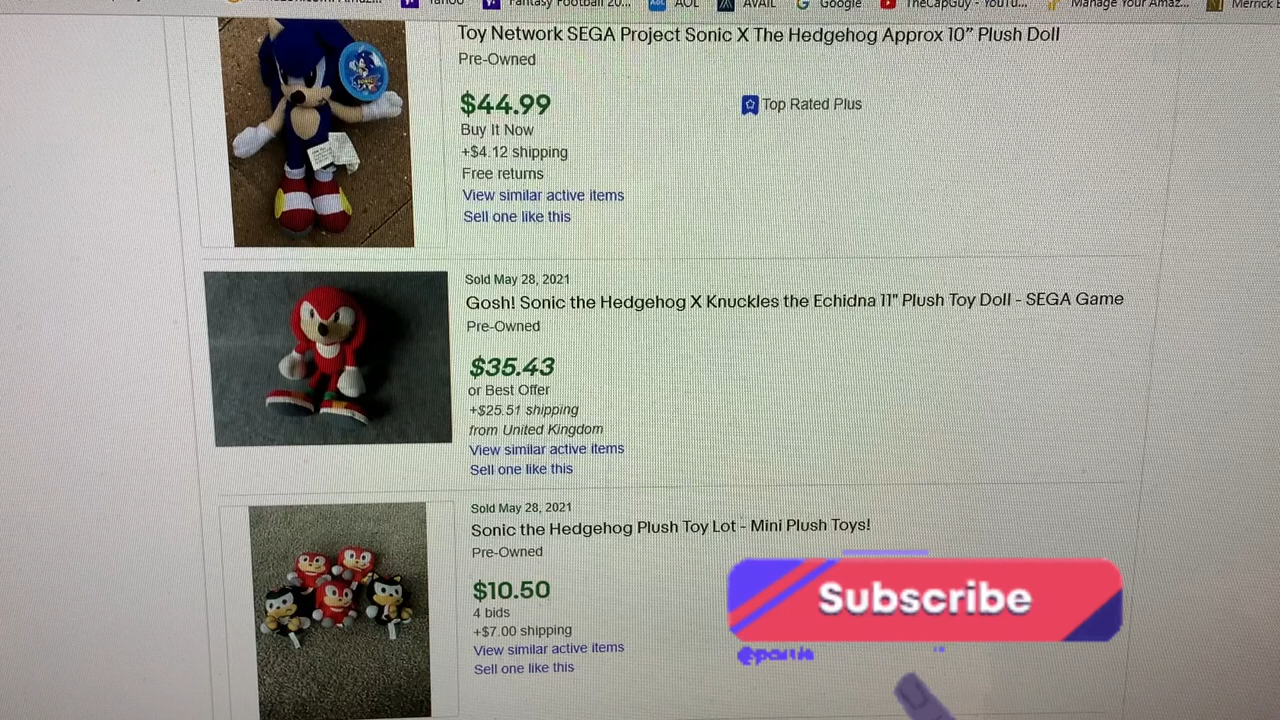 Yahoo
Fantasy Football 20...
AOL
AVAIL
Google
TheCapGuy - YouTu...
Manage Your Amaz...
Merrick
Toy Network SEGA Project Sonic X The Hedgehog Approx 10” Plush Doll
Pre-Owned
$44.99
Top Rated Plus
Buy It Now
+$4.12 shipping
Free returns
View similar active items
Sell one like this
Sold May 28, 2021
Gosh! Sonic the Hedgehog X Knuckles the Echidna 11" Plush Toy Doll - SEGA Game
Pre-Owned
$35.43
or Best Offer
+$25.51 shipping
from United Kingdom
View similar active items
Sell one like this
Sold May 28, 2021
Sonic the Hedgehog Plush Toy Lot - Mini Plush Toys!
Pre-Owned
$10.50
4 bids
+$7.00 shipping
View similar active items
Sell one like this
Subscribe